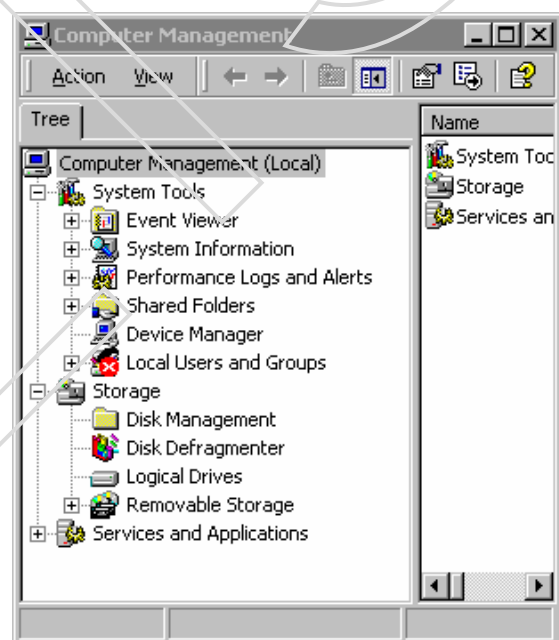 Computer Management
Action View
Tree
Name
Computer Management (Local)
System Tools
Event Viewer
System Information
Performance Logs and Alerts
Shared Folders
Device Manager
Local Users and Groups
Storage
Disk Management
Disk Defragmenter
Logical Drives
Removable Storage
Services and Applications
System Too
Storage
Services an